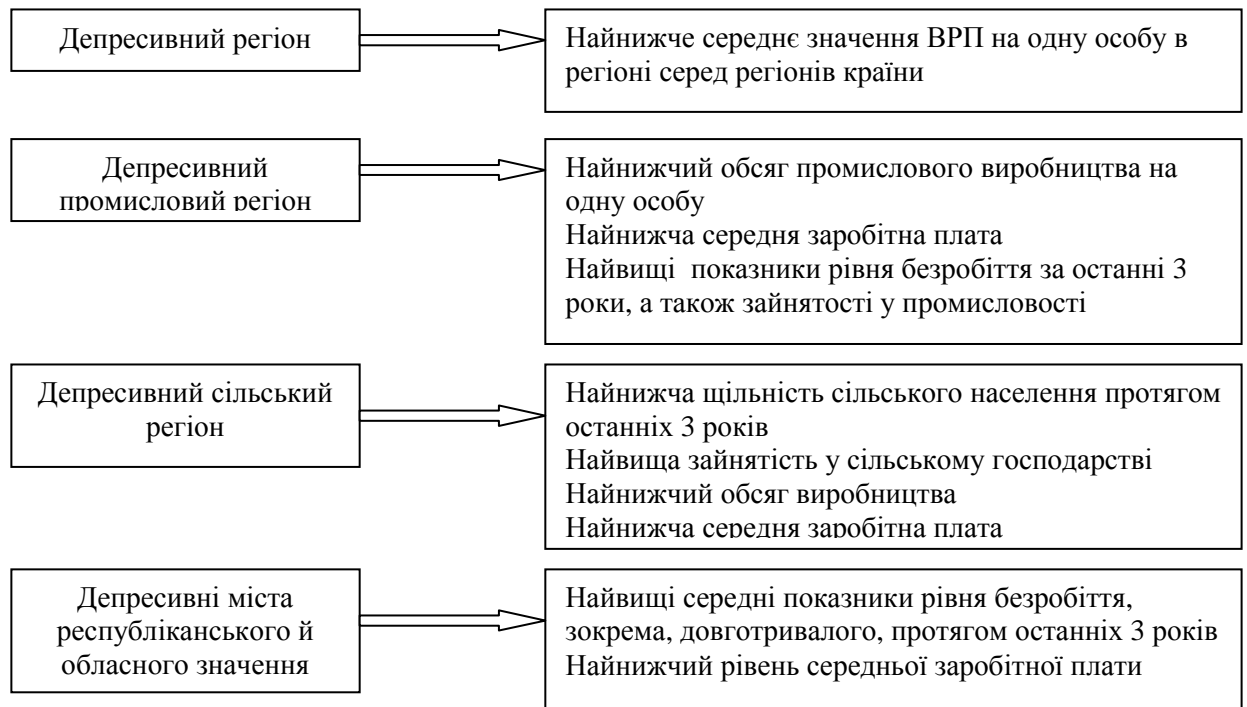 Депресивний регіон
Найнижче середнє значення ВРП на одну особу в
регіоні серед регіонів країни
Депресивний
промисловий регіон
Найнижчий обсяг промислового виробництва на
одну особу
Найнижча середня заробітна плата
Найвищі показники рівня безробіття за останні 3
роки, а також зайнятості у промисловості
Депресивний сільський
регіон
Найнижча щільність сільського населення протягом
останніх 3 років
Найвища зайнятість у сільському господарстві
Найнижчий обсяг виробництва
Найнижча середня заробітна плата
Депресивні міста
республіканського й
обласного значення
Найвищі середні показники рівня безробіття,
зокрема, довготривалого, протягом останніх 3 років
Найнижчий рівень середньої заробітної плати